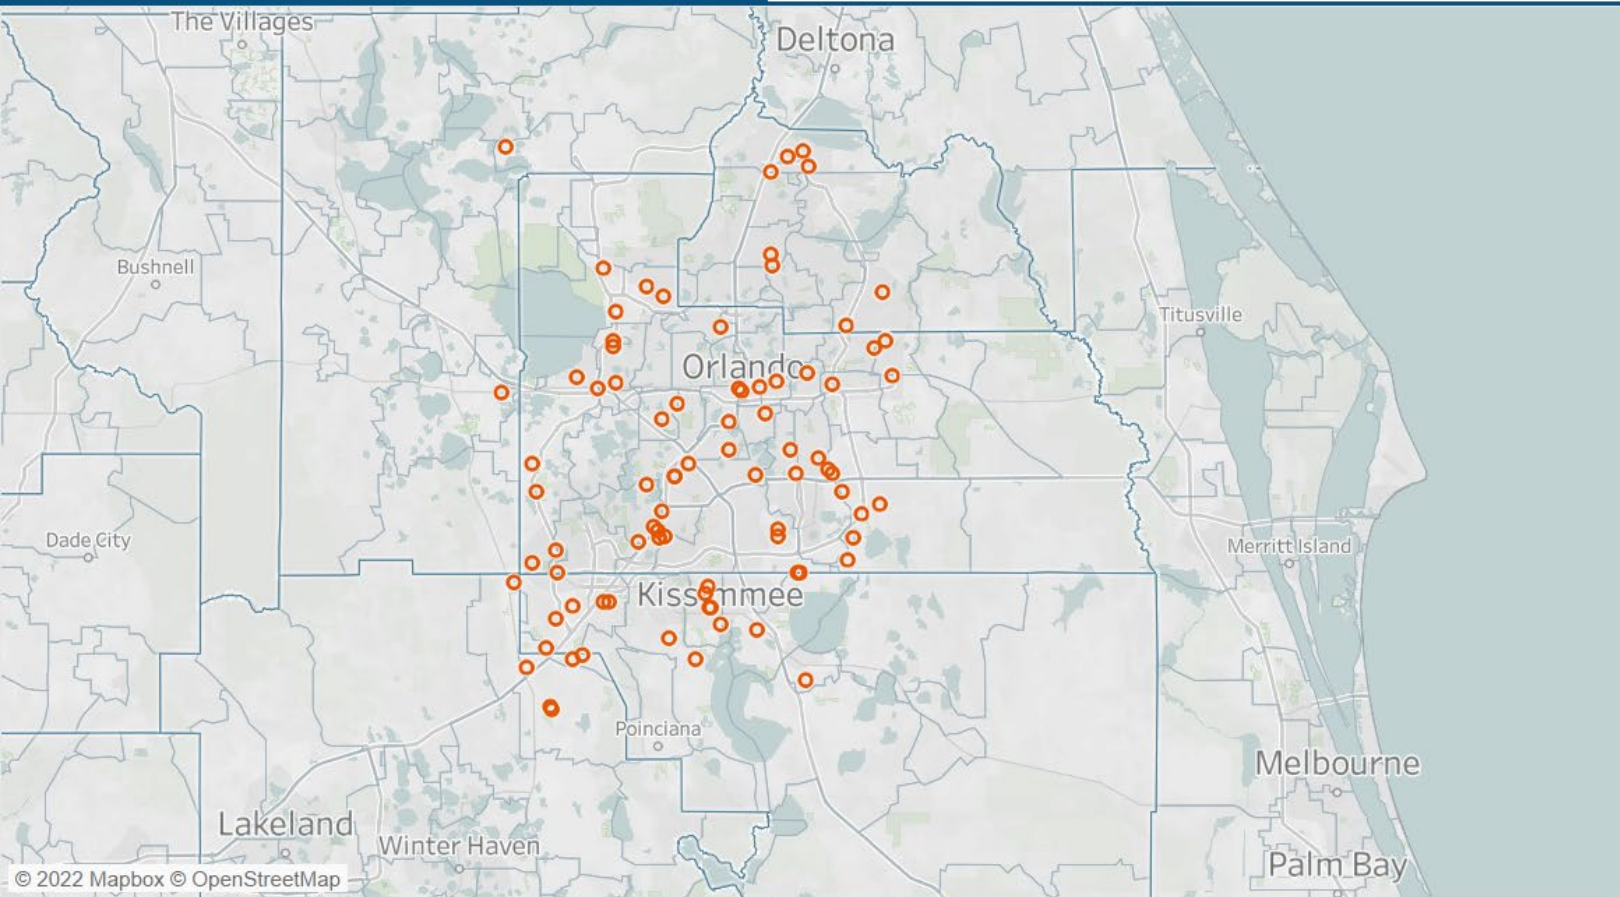 The Villages
Deltona
Bushnell
Titusville
Orlando
Dade City
Merritt Island
Kissimmee
Poinciana
Melbourne
Lakeland
Winter Haven
Palm Bay
© 2022 Mapbox © OpenStreetMap